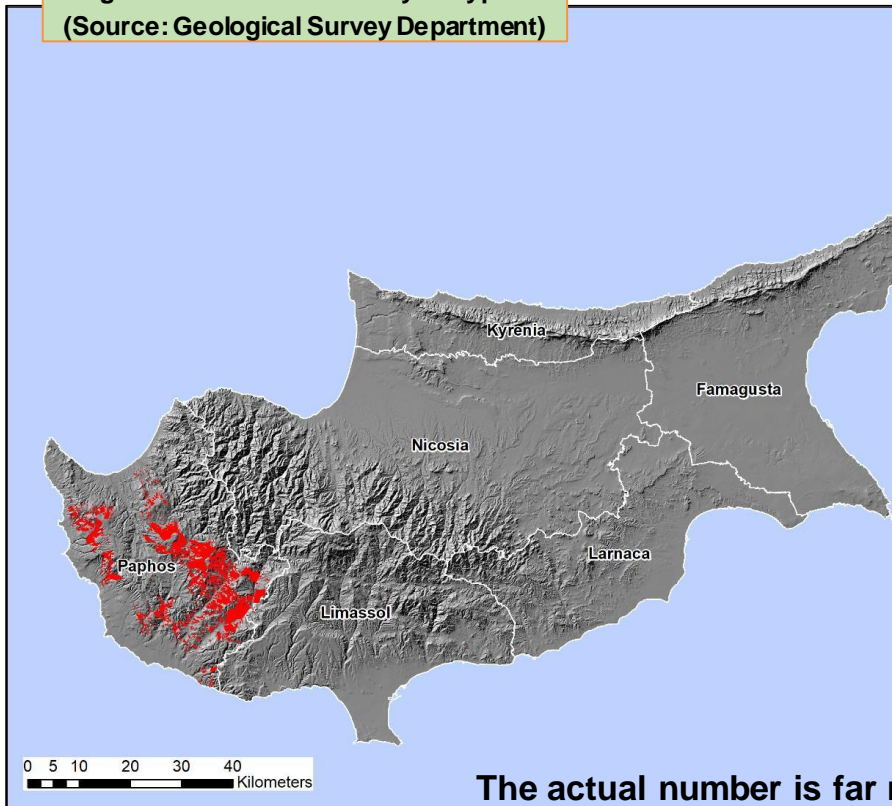 (Source: Geological Survey Department)
Kyrenia
Famagusta
Nicosia
Larnaca
Paphos
Limassol
0 5 10 20 30 40
Kilometers
The actual number is far